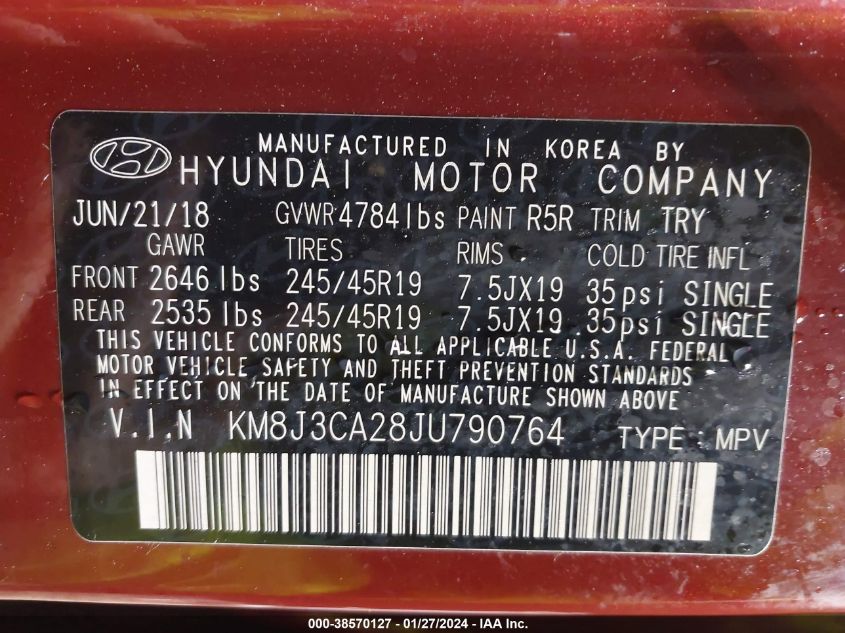 MANUFACTURED IN KOREA BY
HYUNDAI MOTOR COMPANY
JUN/21/18 GVWR 4784 lbs PAINT R5R TRIM TRY
GAWR TIRES RIMS COLD TIRE INFL
FRONT 2646 lbs 245/45R19 7.5JX19 35psi SINGLE
REAR 2535 lbs 245/45R19 7.5JX19 35psi SINGLE
THIS VEHICLE CONFORMS TO ALL APPLICABLE U.S.A. FEDERAL
MOTOR VEHICLE SAFETY AND THEFT PREVENTION STANDARDS
IN EFFECT ON THE DATE OF MANUFACTURE SHOWN ABOVE
V.I.N KM8J3CA28JU790764 TYPE : MPV
000-38570127 - 01/27/2024 - IAA Inc.